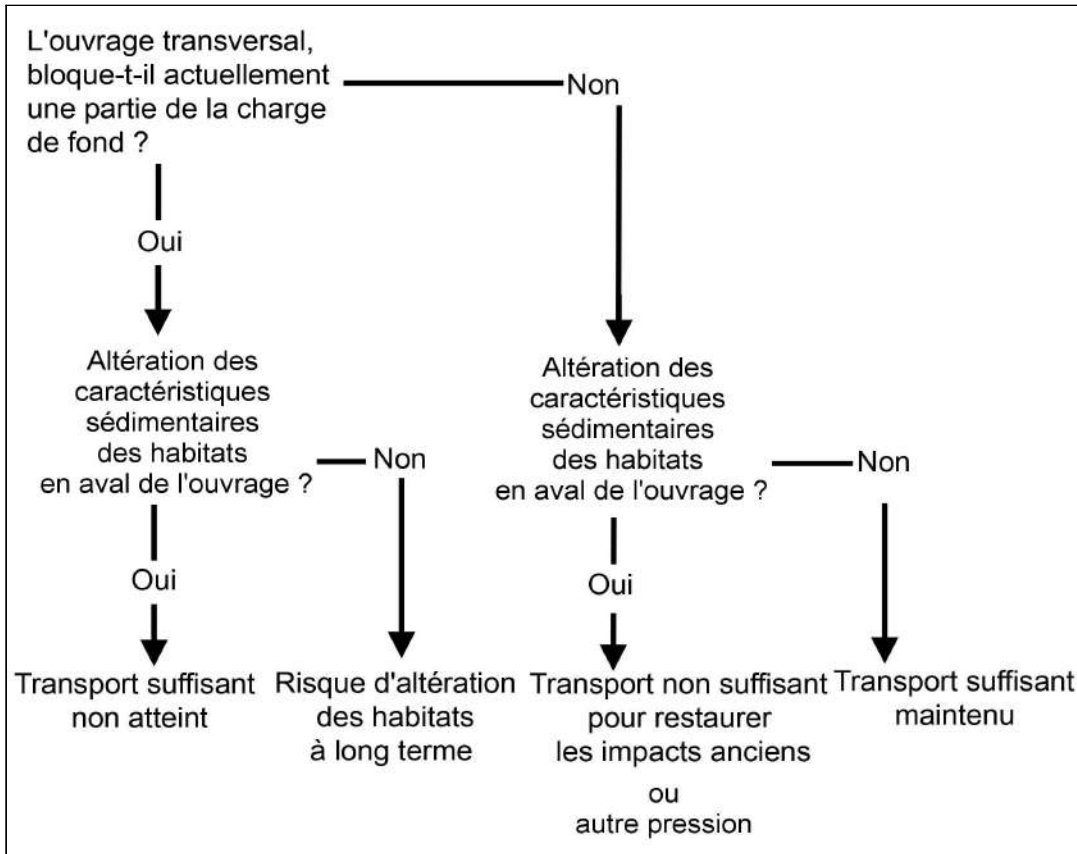 L'ouvrage transversal,
bloque-t-il actuellement
une partie de la charge
de fond ?
Non
Oui
Altération des
caractéristiques
sédimentaires
des habitats
en aval de l'ouvrage ?
Non
Oui
Altération des
caractéristiques
sédimentaires
des habitats
en aval de l'ouvrage ?
Non
Oui
Transport suffisant
non atteint
Risque d'altération
des habitats
à long terme
Transport non suffisant
pour restaurer
les impacts anciens
ou
autre pression
Transport suffisant
maintenu